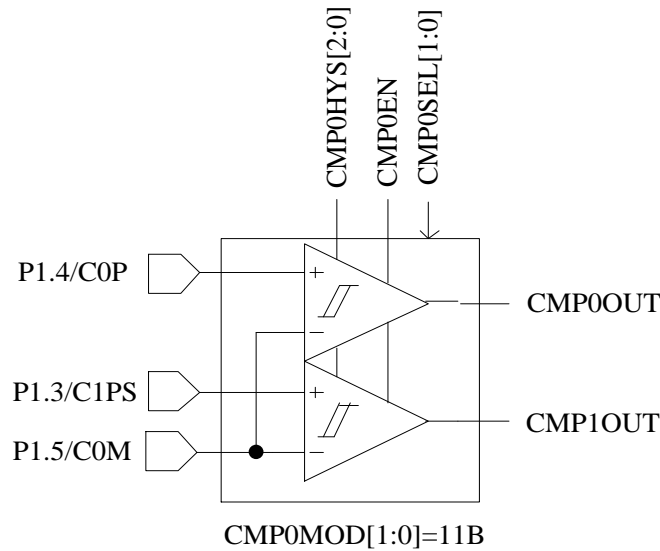 CMP0HYS[2:0]
CMP0EN
CMP0SEL[1:0]
P1.4/C0P
+
−
CMP0OUT
P1.3/C1PS
+
P1.5/C0M
−
CMP1OUT
CMP0MOD[1:0]=11B